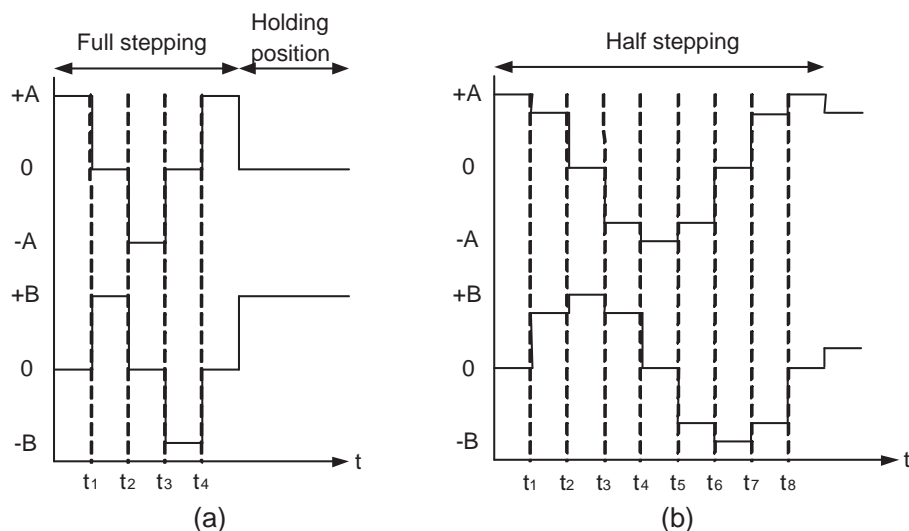 Full stepping
Holding
position
+A
0
-A
+B
0
-B
t
t1 t2 t3 t4
(a)
Half stepping
+A
0
-A
+B
0
-B
t
t1 t2 t3 t4 t5 t6 t7 t8
(b)